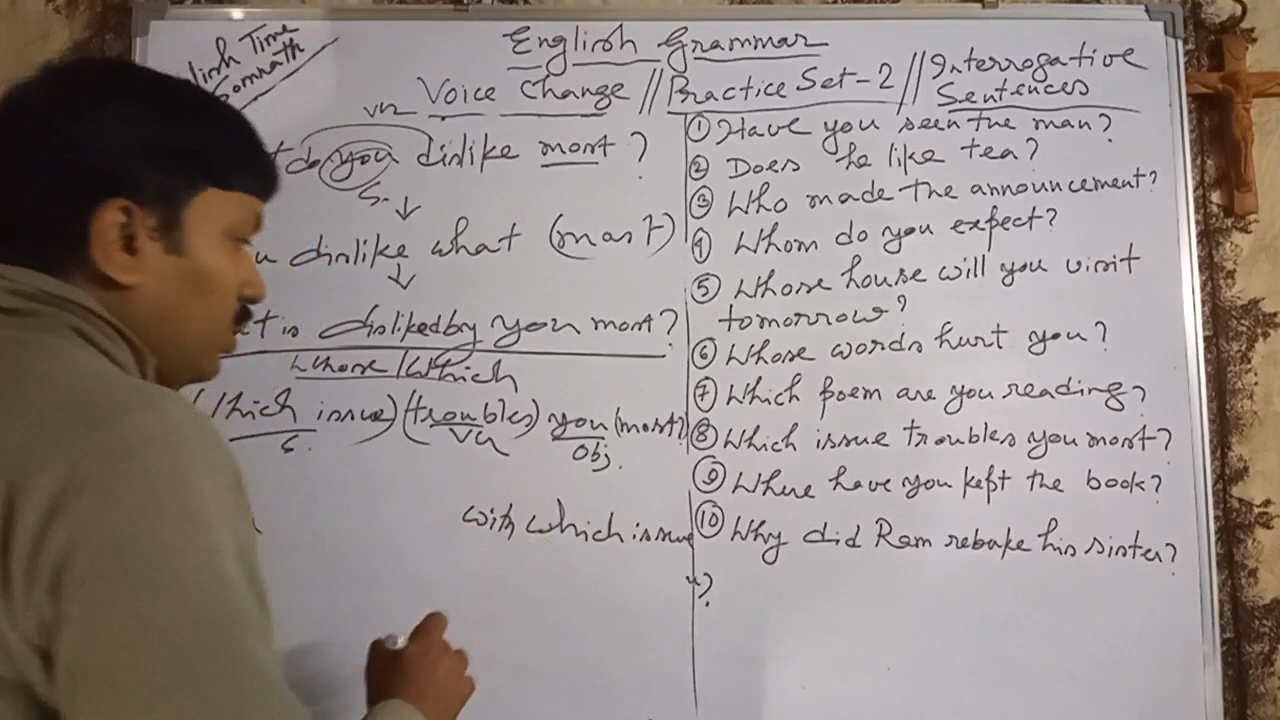 English Grammar
lish Time
Somnath
Voice Change // Practice Set-2 // Interrogative Sentences
do you dislike most?
S.
dislike what (most)
t is disliked by you most?
Whose/Which
Which issue) (troubles) you (most?
S. Obj.
with which issue
?
① Have you seen the man?
② Does he like tea?
③ Who made the announcement?
④ Whom do you expect?
⑤ Whose house will you visit
tomorrow?
⑥ Whose words hurt you?
⑦ Which poem are you reading?
⑧ Which issue troubles you most?
⑨ Where have you kept the book?
⑩ Why did Ram rebuke his sister?